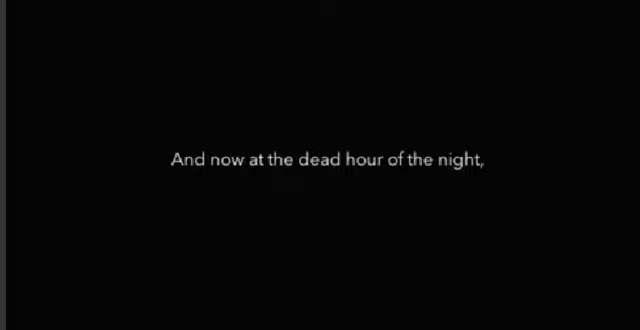 And now at the dead hour of the night,